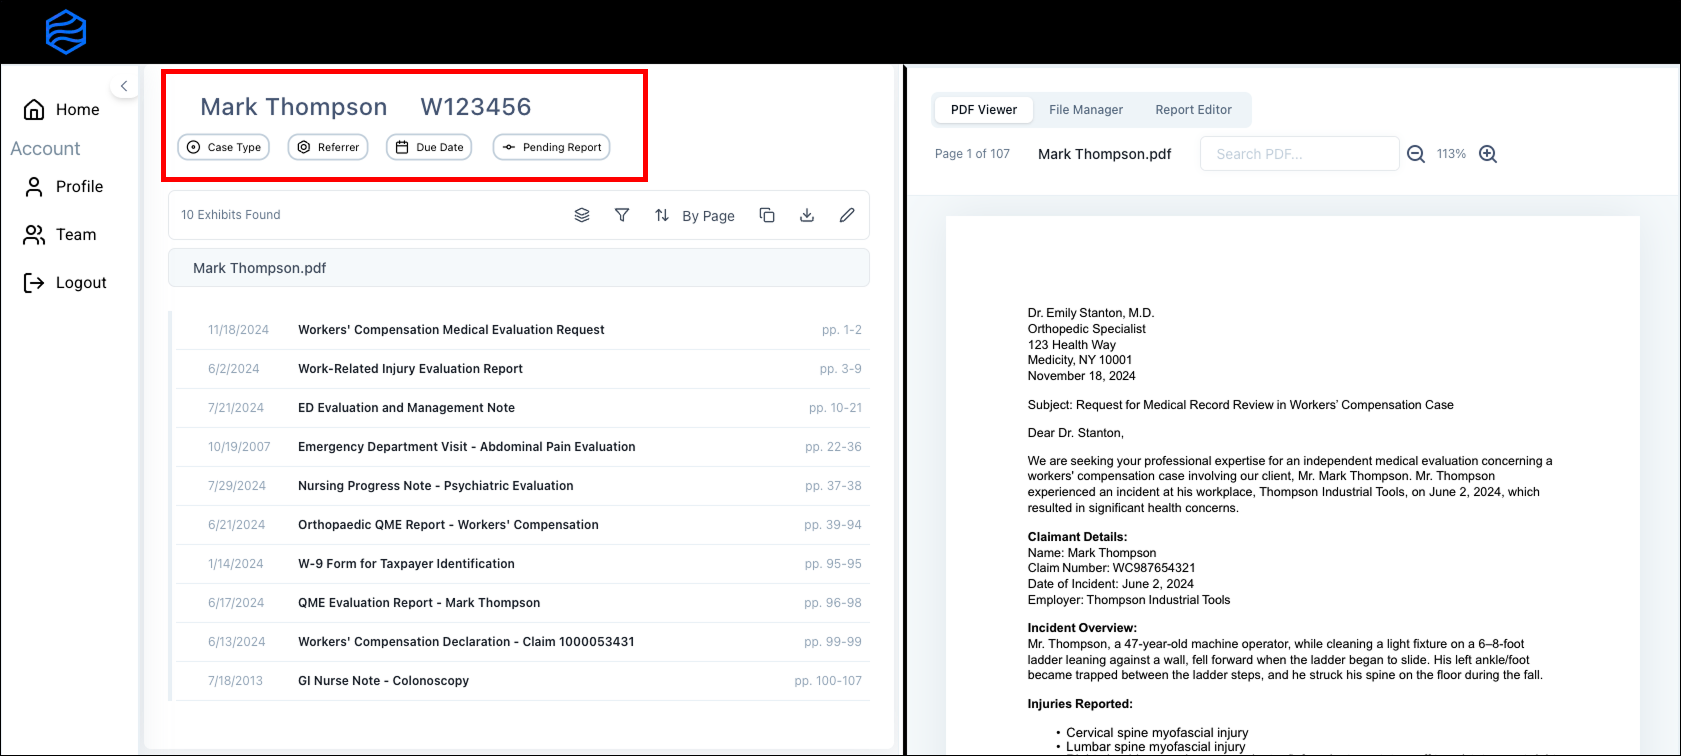 Home
Account
Profile
Team
Logout
Mark Thompson W123456
Case Type Referrer Due Date Pending Report
10 Exhibits Found By Page
Mark Thompson.pdf
11/18/2024 Workers' Compensation Medical Evaluation Request pp. 1-2
6/2/2024 Work-Related Injury Evaluation Report pp. 3-9
7/21/2024 ED Evaluation and Management Note pp. 10-21
10/19/2007 Emergency Department Visit - Abdominal Pain Evaluation pp. 22-36
7/29/2024 Nursing Progress Note - Psychiatric Evaluation pp. 37-38
6/21/2024 Orthopaedic QME Report - Workers' Compensation pp. 39-94
1/14/2024 W-9 Form for Taxpayer Identification pp. 95-95
6/17/2024 QME Evaluation Report - Mark Thompson pp. 96-98
6/13/2024 Workers' Compensation Declaration - Claim 1000053431 pp. 99-99
7/18/2013 GI Nurse Note - Colonoscopy pp. 100-107
PDF Viewer File Manager Report Editor
Page 1 of 107 Mark Thompson.pdf Search PDF... 113%
Dr. Emily Stanton, M.D.
Orthopedic Specialist
123 Health Way
Medicity, NY 10001
November 18, 2024
Subject: Request for Medical Record Review in Workers’ Compensation Case
Dear Dr. Stanton,
We are seeking your professional expertise for an independent medical evaluation concerning a
workers' compensation case involving our client, Mr. Mark Thompson. Mr. Thompson
experienced an incident at his workplace, Thompson Industrial Tools, on June 2, 2024, which
resulted in significant health concerns.
Claimant Details:
Name: Mark Thompson
Claim Number: WC987654321
Date of Incident: June 2, 2024
Employer: Thompson Industrial Tools
Incident Overview:
Mr. Thompson, a 47-year-old machine operator, while cleaning a light fixture on a 6–8-foot
ladder leaning against a wall, fell forward when the ladder began to slide. His left ankle/foot
became trapped between the ladder steps, and he struck his spine on the floor during the fall.
Injuries Reported:
• Cervical spine myofascial injury
• Lumbar spine myofascial injury